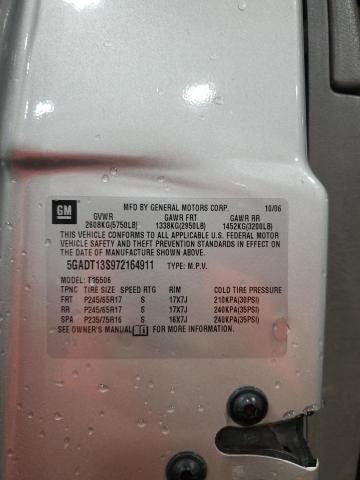 GM
MFD BY GENERAL MOTORS CORP. 10/06
GVWR GAWR FRT GAWR RR
2608KG(5750LB) 1338KG(2950LB) 1452KG(3200LB)
THIS VEHICLE CONFORMS TO ALL APPLICABLE U.S. FEDERAL MOTOR
VEHICLE SAFETY AND THEFT PREVENTION STANDARDS IN EFFECT ON
THE DATE OF MANUFACTURE SHOWN ABOVE.
5GADT13S972164911 TYPE: M.P.V.
MODEL: T15506
TPNC TIRE SIZE SPEED RTG RIM COLD TIRE PRESSURE
FRT P245/65R17 S 17X7J 210KPA(30PSI)
RR P245/65R17 S 17X7J 240KPA(35PSI)
SPA P235/75R16 S 16X7J 240KPA(35PSI)
SEE OWNER'S MANUAL FOR MORE INFORMATION.